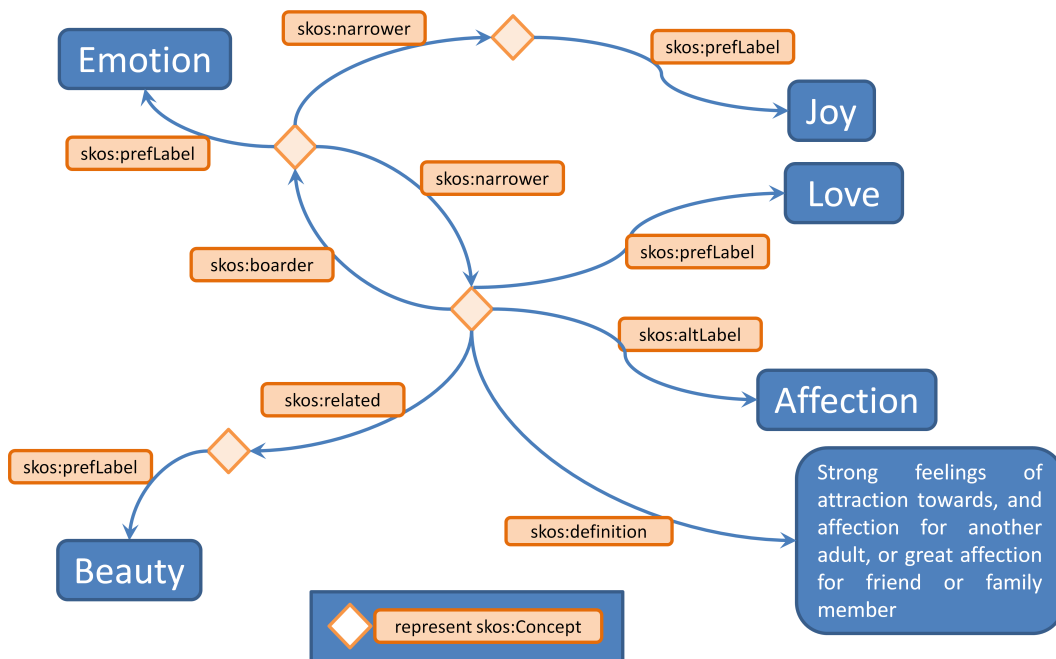 skos:narrower
skos:prefLabel
Emotion
Joy
skos:prefLabel
skos:narrower
Love
skos:prefLabel
skos:boarder
skos:altLabel
Affection
skos:related
skos:prefLabel
Strong feelings of
attraction towards, and
affection for another
adult, or great affection
for friend or family
member
skos:definition
Beauty
represent skos:Concept